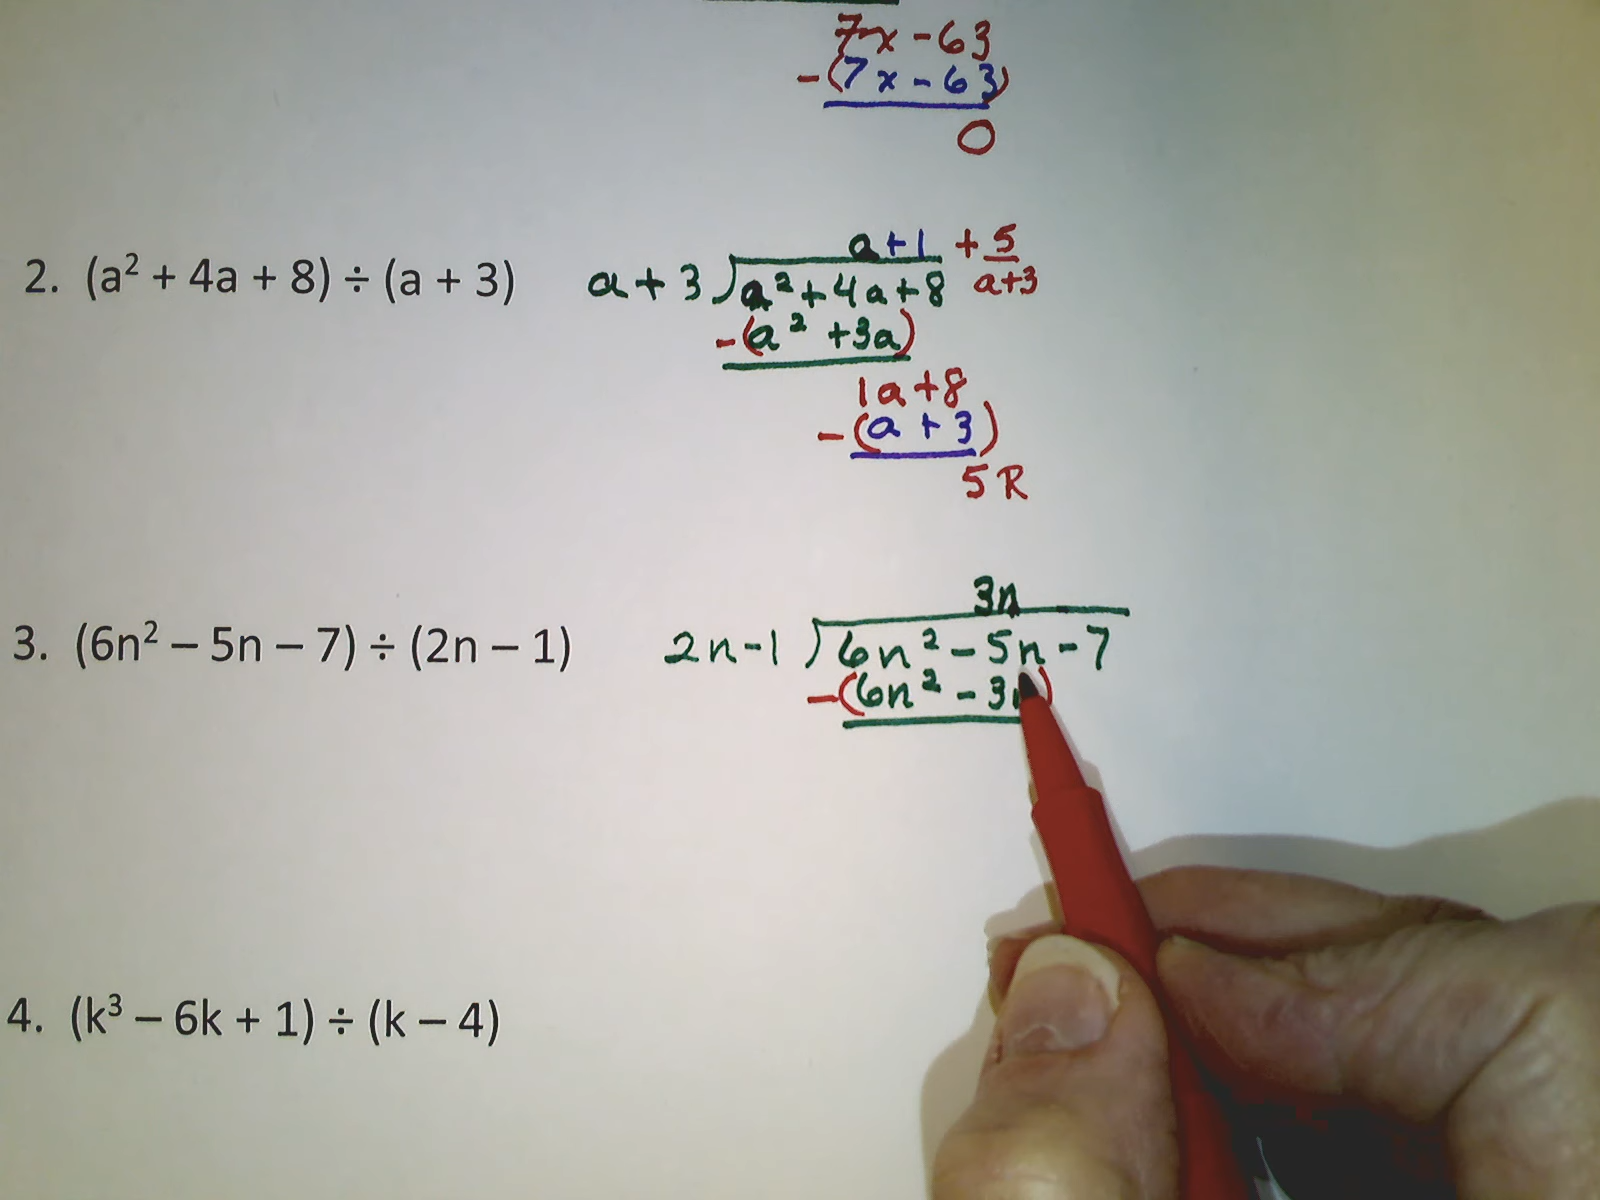 7x - 63
-(7x - 63)
0
2. (a² + 4a + 8) ÷ (a + 3)
a + 1 + 5/(a+3)
a + 3 ) a² + 4a + 8
-(a² + 3a)
1a + 8
-(a + 3)
5 R
3n
3. (6n² – 5n – 7) ÷ (2n – 1)
2n - 1 ) 6n² - 5n - 7
-(6n² - 3n)
4. (k³ – 6k + 1) ÷ (k – 4)